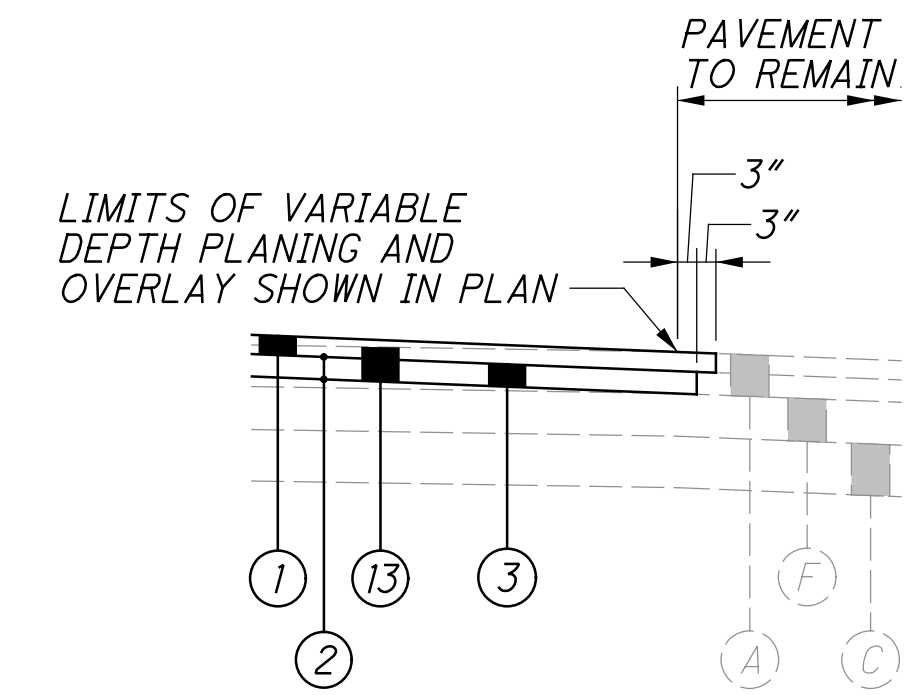 PAVEMENT
TO REMAIN
3"
3"
LIMITS OF VARIABLE
DEPTH PLANING AND
OVERLAY SHOWN IN PLAN
1
13
3
F
2
A
C